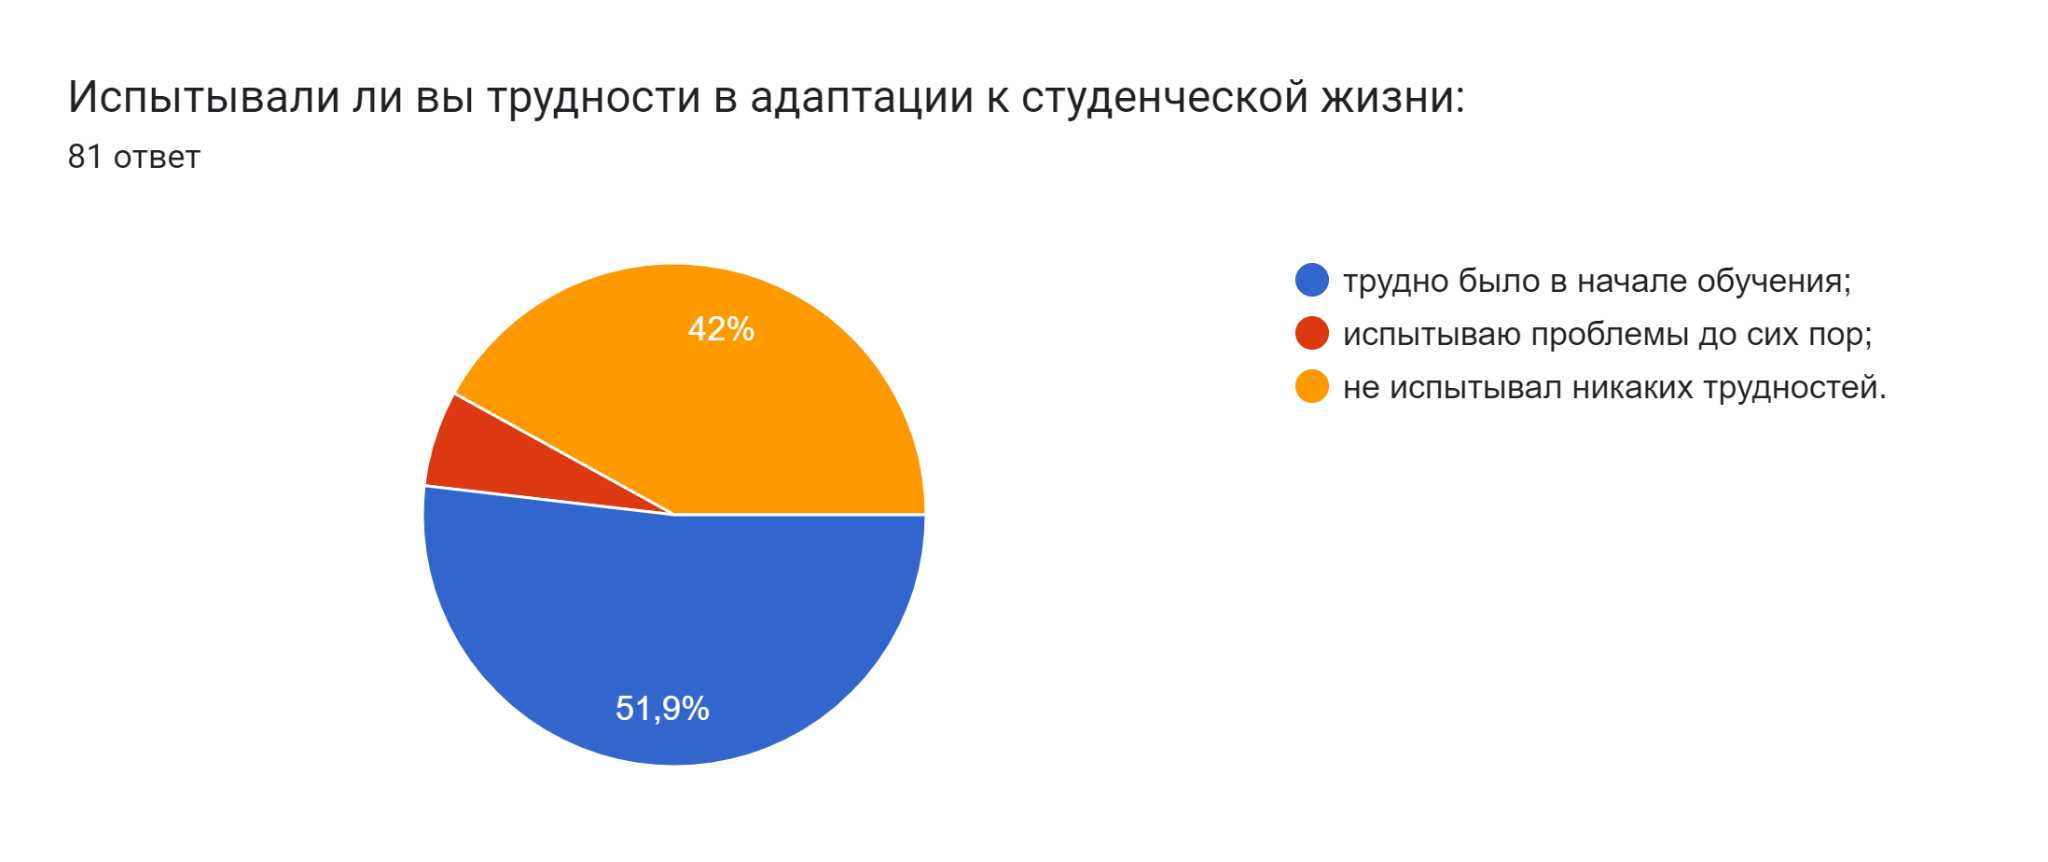 Испытывали ли вы трудности в адаптации к студенческой жизни:
81 ответ
42%
51,9%
трудно было в начале обучения;
испытываю проблемы до сих пор;
не испытывал никаких трудностей.